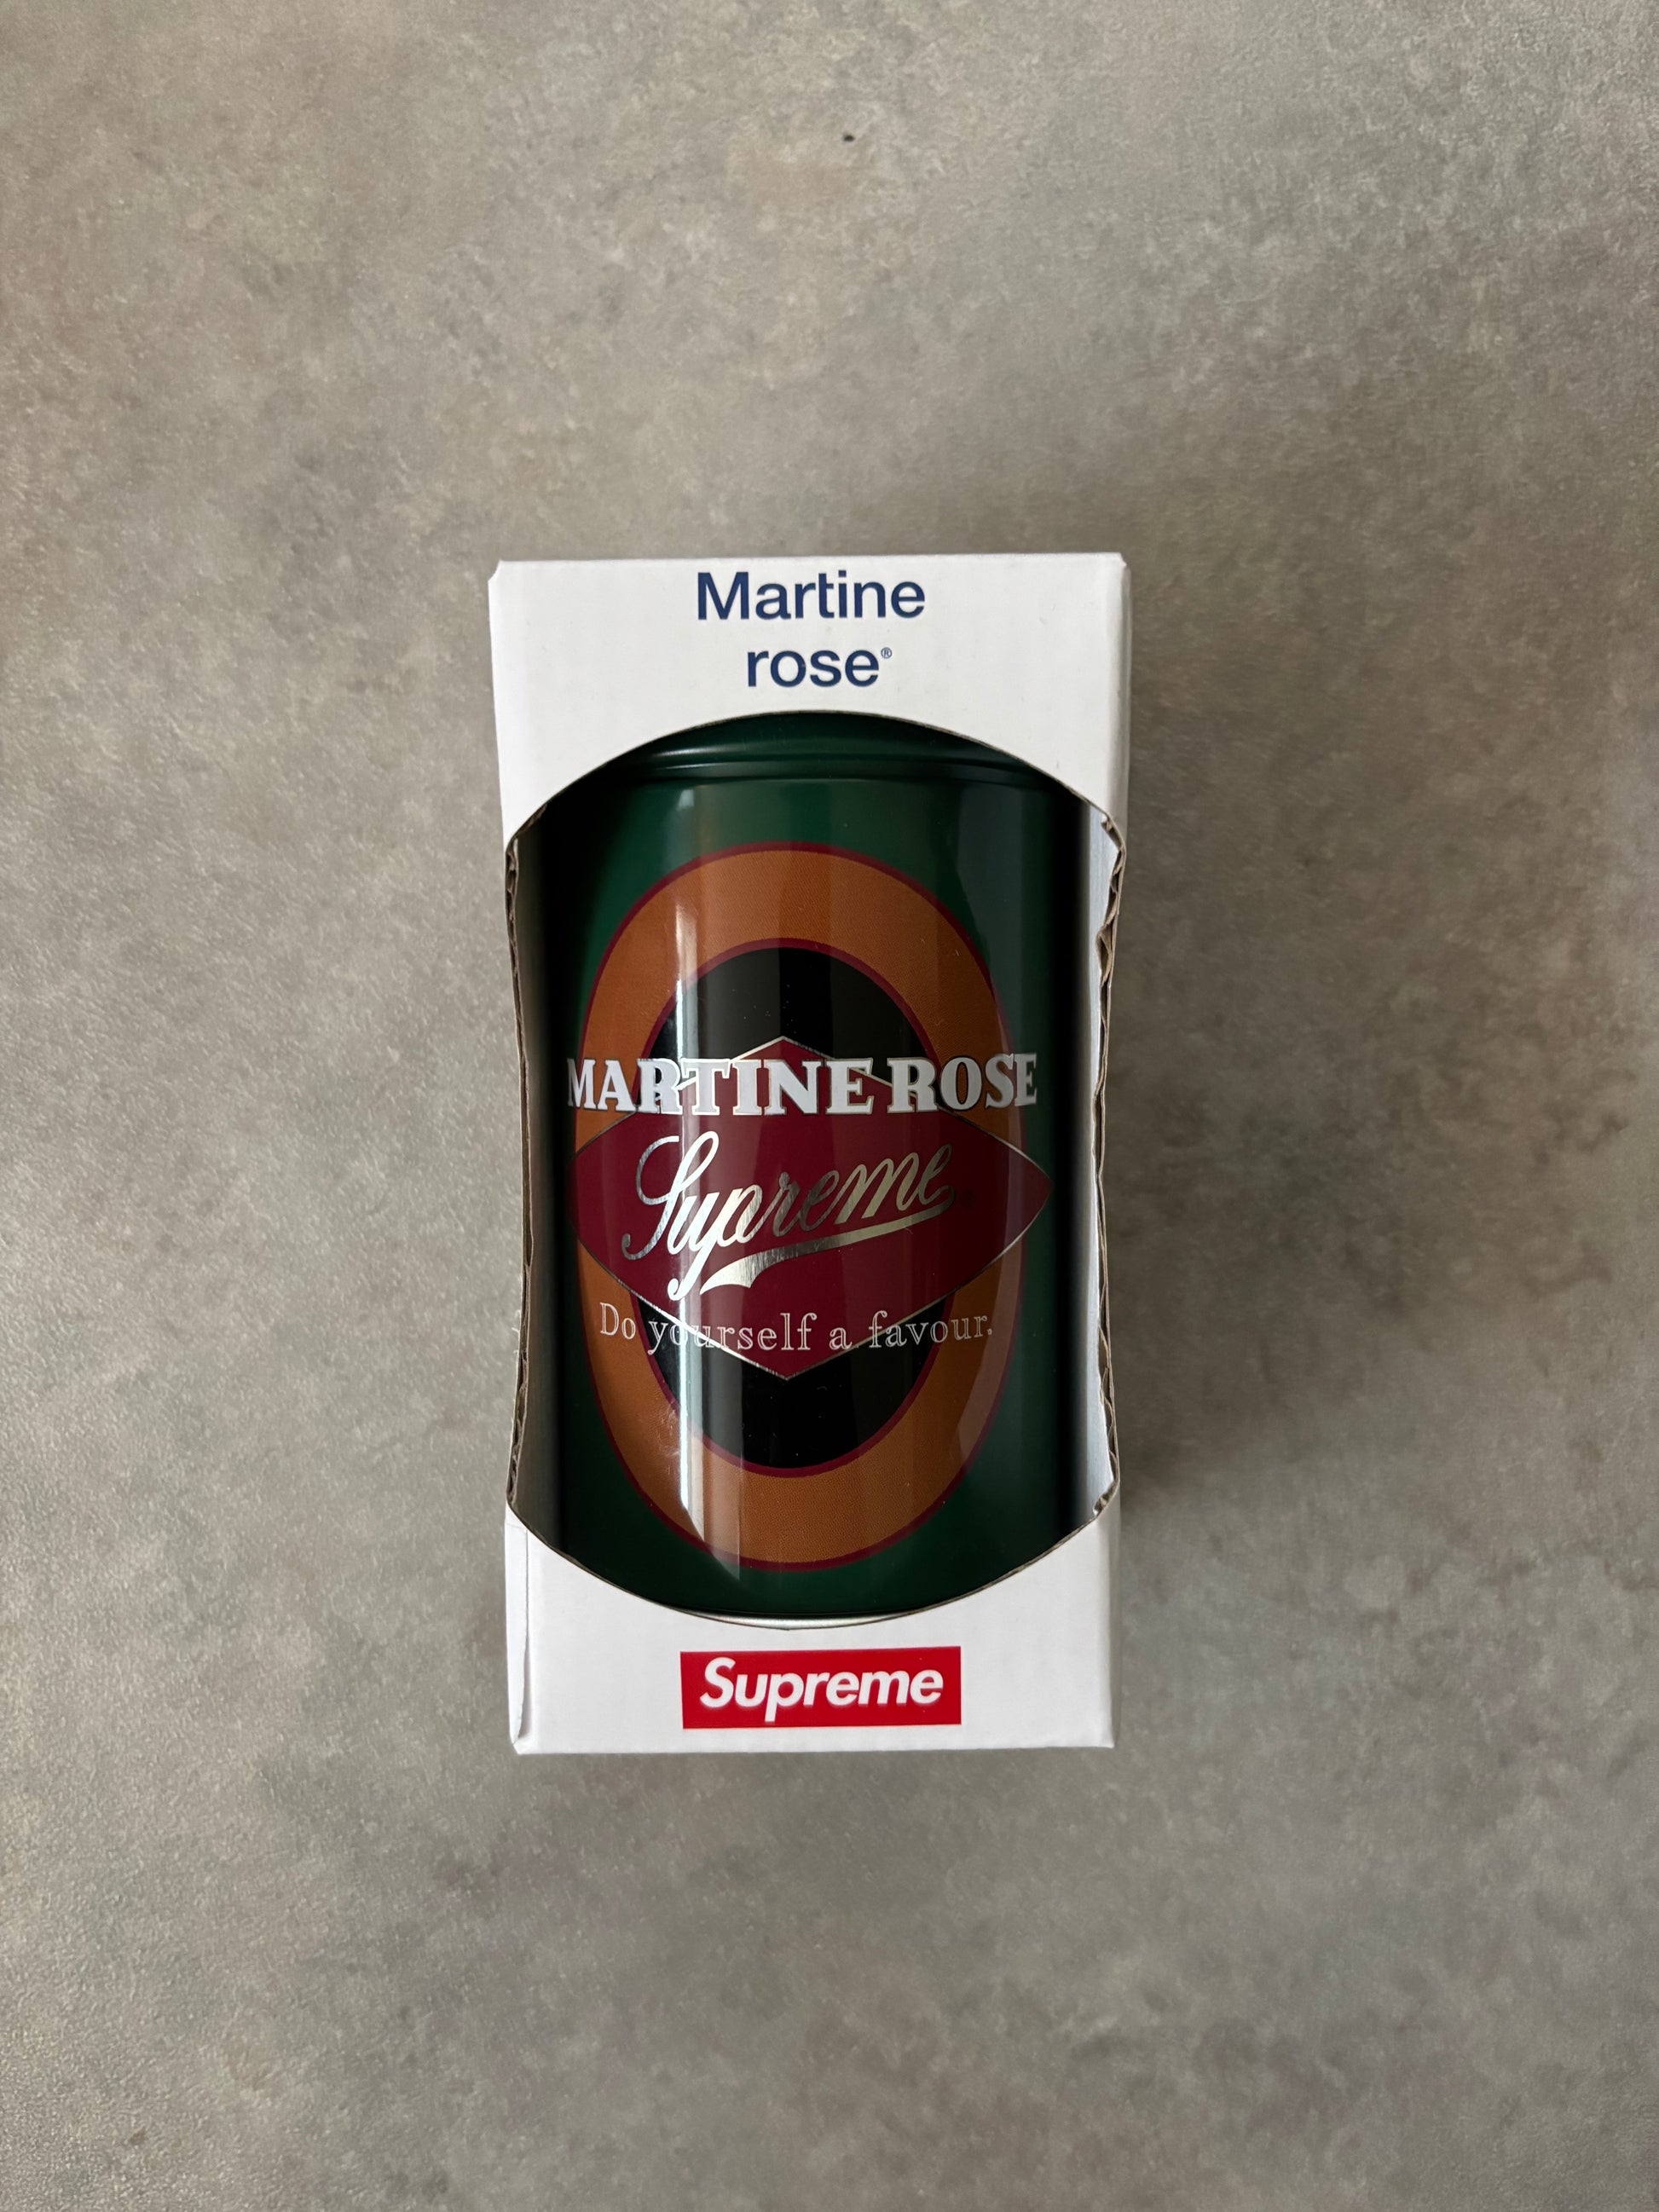 Martine
rose®
MARTINE ROSE
Supreme
Do yourself a favour.
Supreme